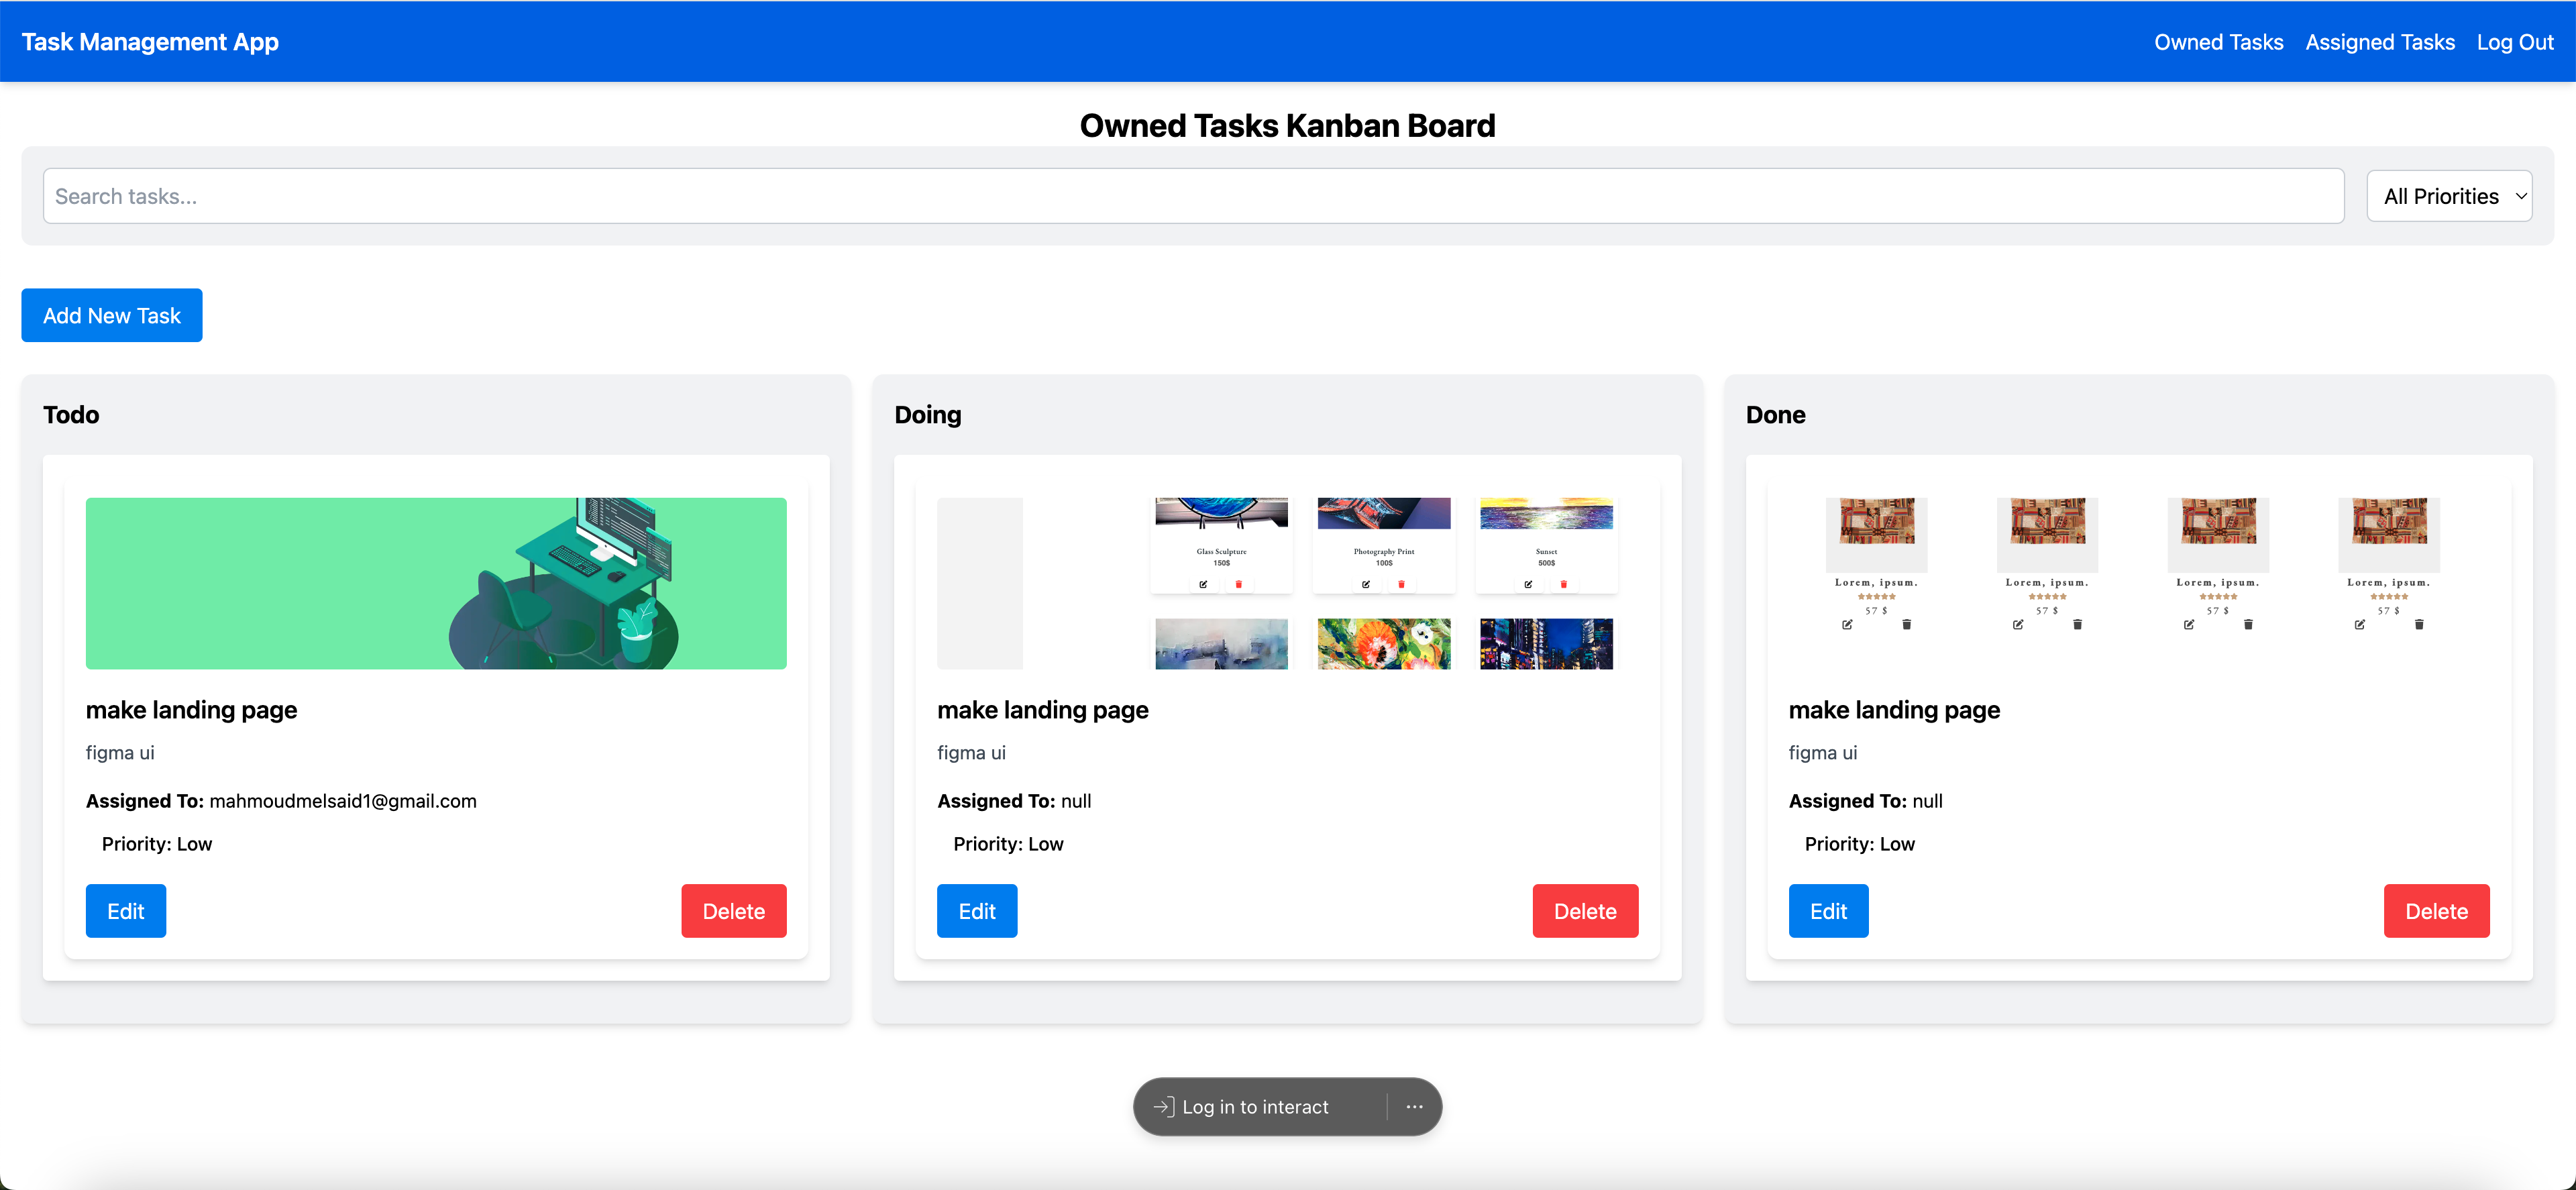 Task Management App
Owned Tasks Assigned Tasks Log Out
Owned Tasks Kanban Board
Search tasks...
All Priorities
Add New Task
Todo
make landing page
figma ui
Assigned To: mahmoudmelsaid1@gmail.com
Priority: Low
Edit
Delete
Doing
Glass Sculpture
150$
Photography Print
100$
Sunset
500$
make landing page
figma ui
Assigned To: null
Priority: Low
Edit
Delete
Done
Lorem, ipsum.
57 $
Lorem, ipsum.
57 $
Lorem, ipsum.
57 $
Lorem, ipsum.
57 $
make landing page
figma ui
Assigned To: null
Priority: Low
Edit
Delete
Log in to interact